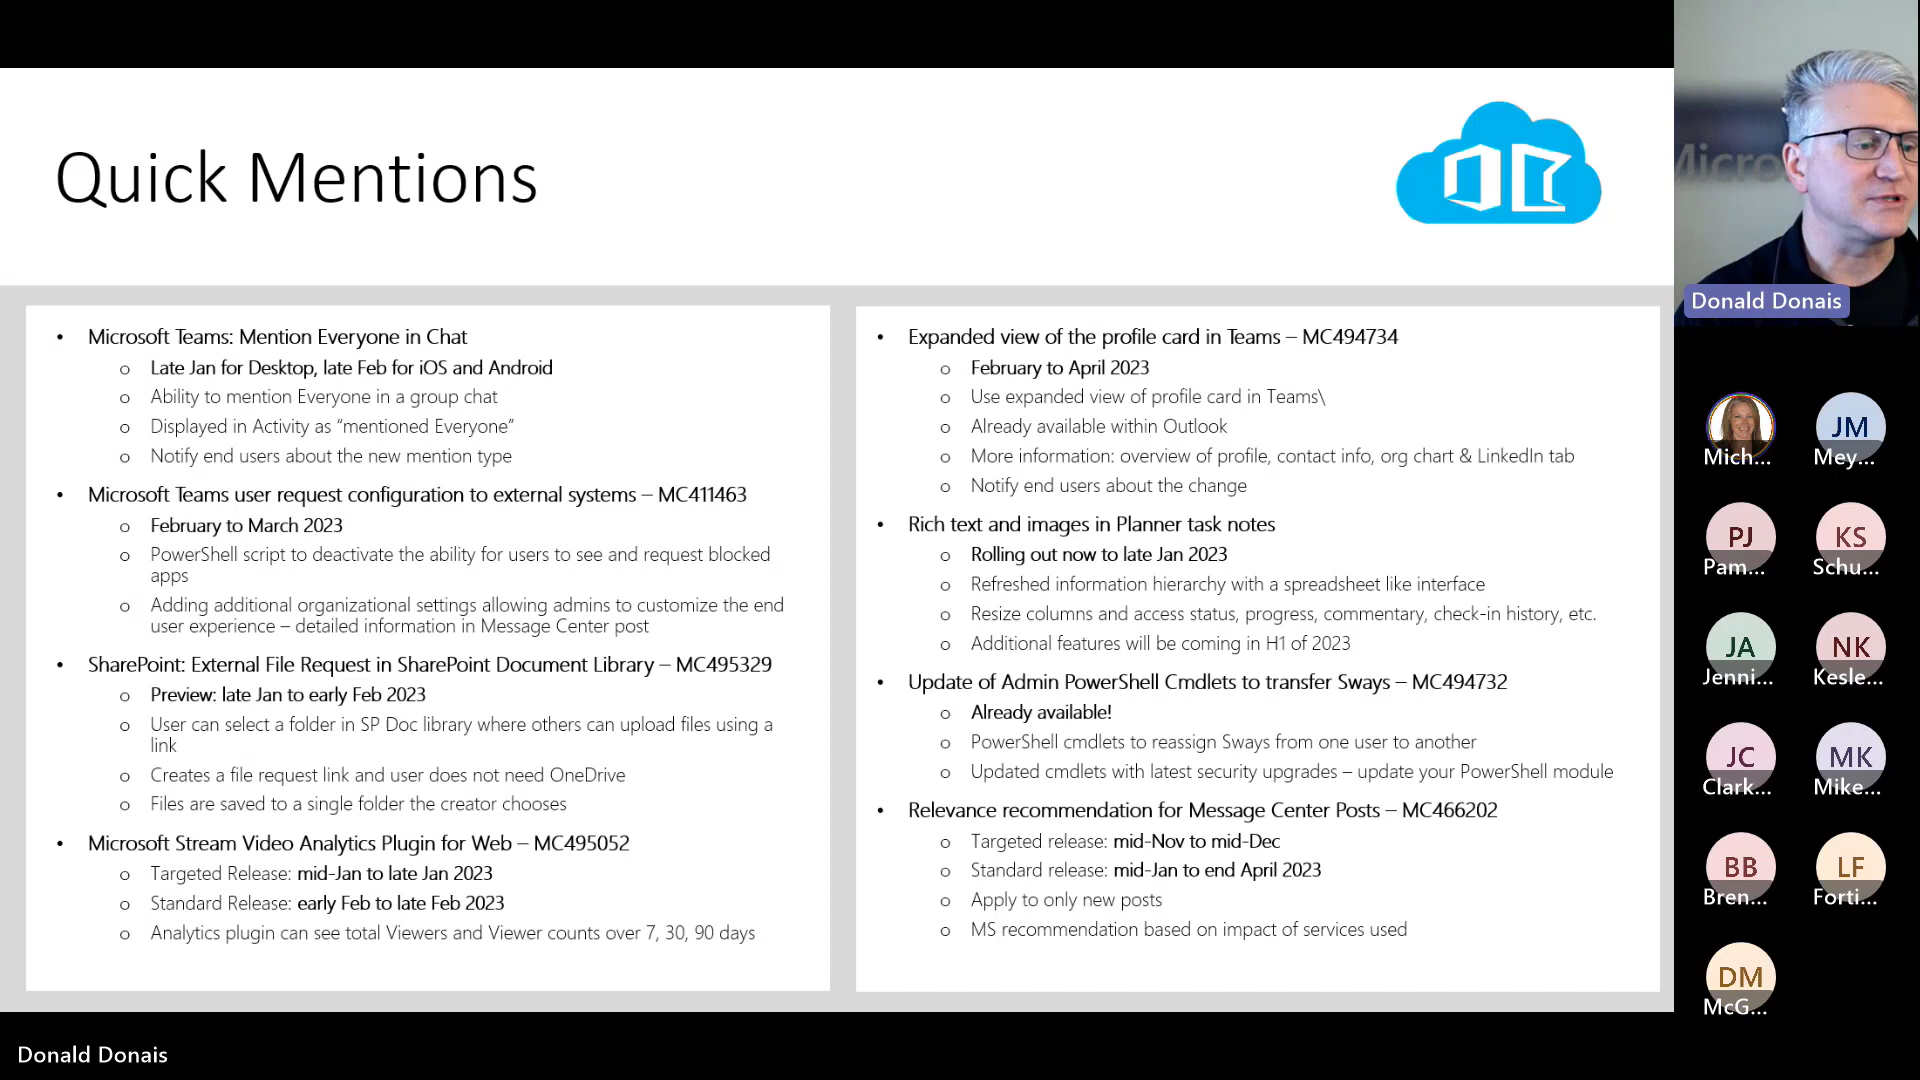 Quick Mentions
• Microsoft Teams: Mention Everyone in Chat
o Late Jan for Desktop, late Feb for iOS and Android
o Ability to mention Everyone in a group chat
o Displayed in Activity as “mentioned Everyone”
o Notify end users about the new mention type
• Microsoft Teams user request configuration to external systems – MC411463
o February to March 2023
o PowerShell script to deactivate the ability for users to see and request blocked
apps
o Adding additional organizational settings allowing admins to customize the end
user experience – detailed information in Message Center post
• SharePoint: External File Request in SharePoint Document Library – MC495329
o Preview: late Jan to early Feb 2023
o User can select a folder in SP Doc library where others can upload files using a
link
o Creates a file request link and user does not need OneDrive
o Files are saved to a single folder the creator chooses
• Microsoft Stream Video Analytics Plugin for Web – MC495052
o Targeted Release: mid-Jan to late Jan 2023
o Standard Release: early Feb to late Feb 2023
o Analytics plugin can see total Viewers and Viewer counts over 7, 30, 90 days
• Expanded view of the profile card in Teams – MC494734
o February to April 2023
o Use expanded view of profile card in Teams\
o Already available within Outlook
o More information: overview of profile, contact info, org chart & LinkedIn tab
o Notify end users about the change
• Rich text and images in Planner task notes
o Rolling out now to late Jan 2023
o Refreshed information hierarchy with a spreadsheet like interface
o Resize columns and access status, progress, commentary, check-in history, etc.
o Additional features will be coming in H1 of 2023
• Update of Admin PowerShell Cmdlets to transfer Sways – MC494732
o Already available!
o PowerShell cmdlets to reassign Sways from one user to another
o Updated cmdlets with latest security upgrades – update your PowerShell module
• Relevance recommendation for Message Center Posts – MC466202
o Targeted release: mid-Nov to mid-Dec
o Standard release: mid-Jan to end April 2023
o Apply to only new posts
o MS recommendation based on impact of services used
Micro
Donald Donais
Mich...
JM
Mey...
PJ
Pam...
KS
Schu...
JA
Jenni...
NK
Kesle...
JC
Clark...
MK
Mike...
BB
Bren...
LF
Forti...
DM
McG...
Donald Donais